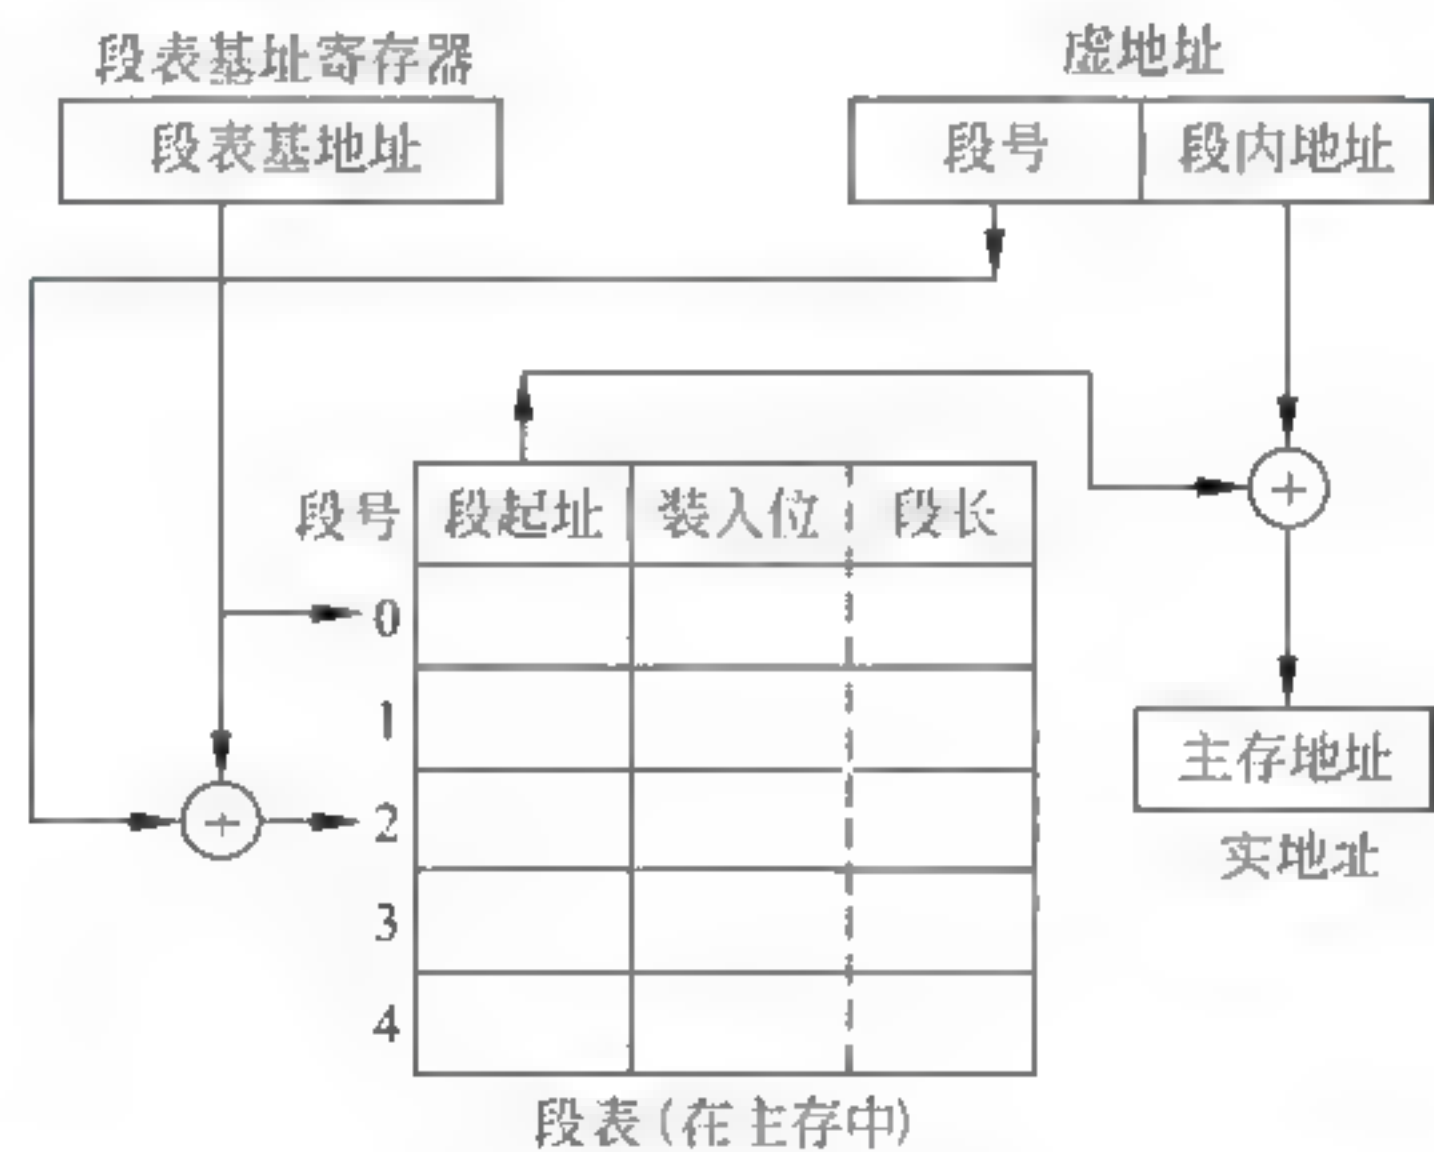 段表基址寄存器
虚地址
段表基地址
段号
段内地址
+
段号
段起址
装入位
段长
0
1
主存地址
+
2
实地址
3
4
段表(在主存中)